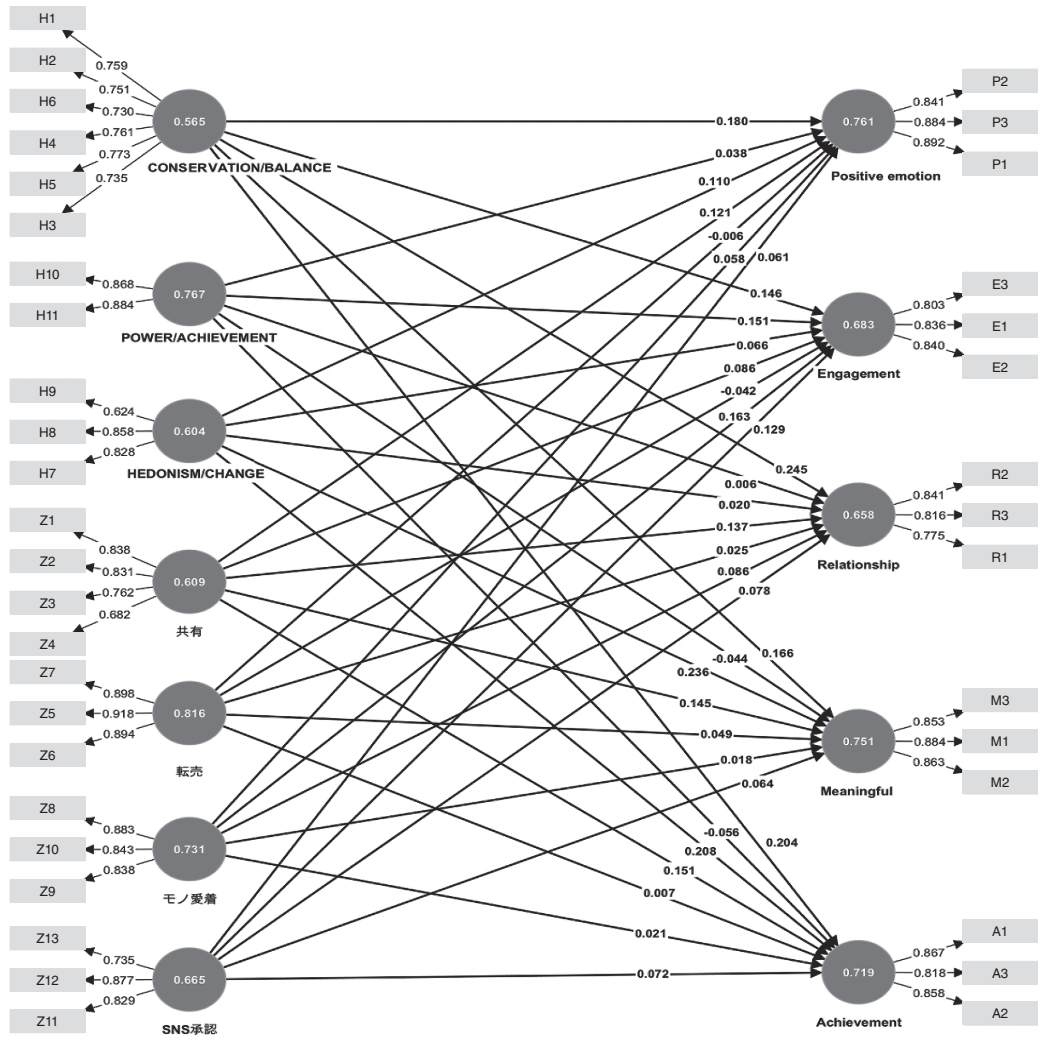 H1
H2
H6
H4
H5
H3
0.759
0.751
0.730
0.761
0.773
0.735
0.565
CONSERVATION/BALANCE
H10
H11
0.868
0.884
0.767
POWER/ACHIEVEMENT
H9
H8
H7
0.624
0.858
0.828
0.604
HEDONISM/CHANGE
Z1
Z2
Z3
Z4
0.838
0.831
0.762
0.682
0.609
共有
Z7
Z5
Z6
0.898
0.918
0.894
0.816
転売
Z8
Z10
Z9
0.883
0.843
0.838
0.731
モノ愛着
Z13
Z12
Z11
0.735
0.877
0.829
0.665
SNS承認
0.180
0.038
0.110
0.121
-0.006
0.058
0.061
0.146
0.151
0.066
0.086
-0.042
0.163
0.129
0.245
0.006
0.020
0.137
0.025
0.086
0.078
0.166
-0.044
0.236
0.145
0.049
0.018
0.064
0.204
-0.056
0.208
0.151
0.007
0.021
0.072
0.761
Positive emotion
0.841
0.884
0.892
P2
P3
P1
0.683
Engagement
0.803
0.836
0.840
E3
E1
E2
0.658
Relationship
0.841
0.816
0.775
R2
R3
R1
0.751
Meaningful
0.853
0.884
0.863
M3
M1
M2
0.719
Achievement
0.867
0.818
0.858
A1
A3
A2